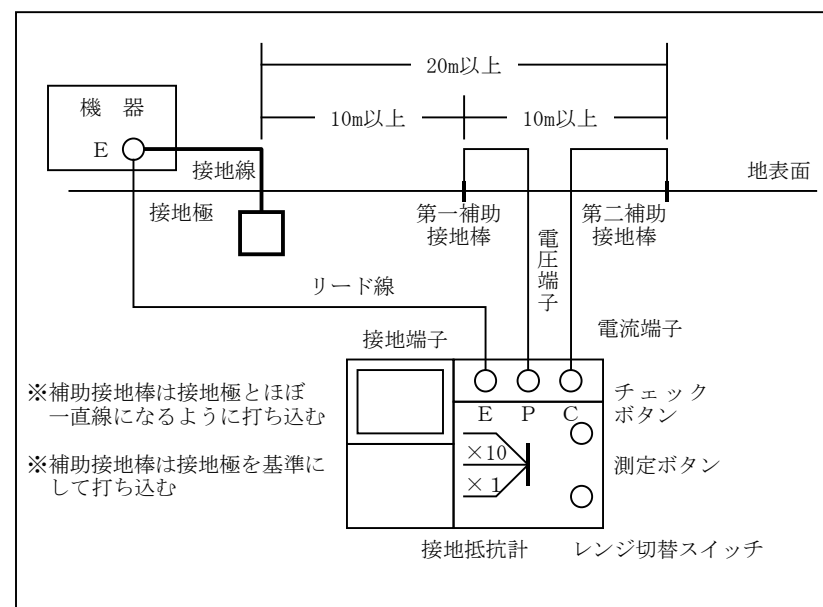 20m以上
機 器
10m以上
10m以上
E
接地線
地表面
接地極
第一補助
接地棒
第二補助
接地棒
電圧端子
リード線
電流端子
接地端子
※補助接地棒は接地極とほぼ
一直線になるように打ち込む
チェック
ボタン
E P C
※補助接地棒は接地極を基準に
して打ち込む
×10
×1
測定ボタン
接地抵抗計
レンジ切替スイッチ